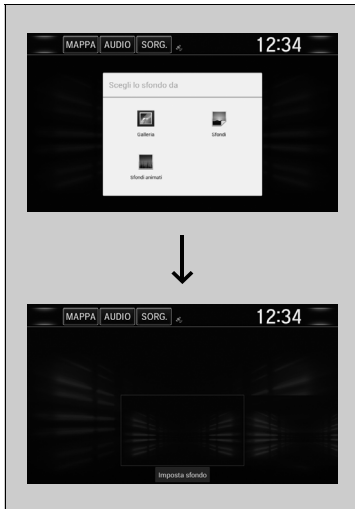 MAPPA AUDIO SORG. 12:34
Scegli lo sfondo da
Galleria Sfondi
Sfondi animati
MAPPA AUDIO SORG. 12:34
Imposta sfondo